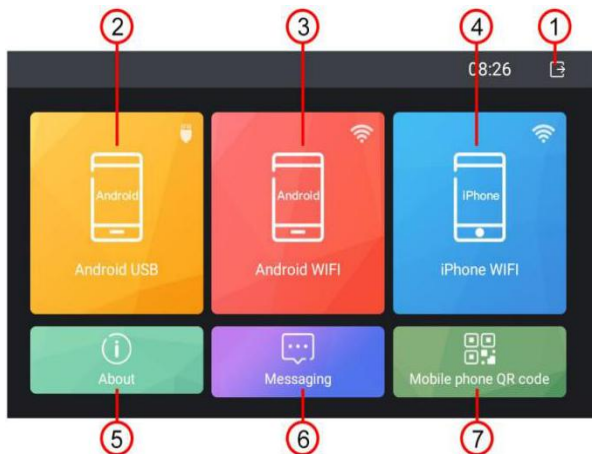 2
3
4
1
08:26
Android
Android
iPhone
Android USB
Android WIFI
iPhone WIFI
About
Messaging
Mobile phone QR code
5
6
7